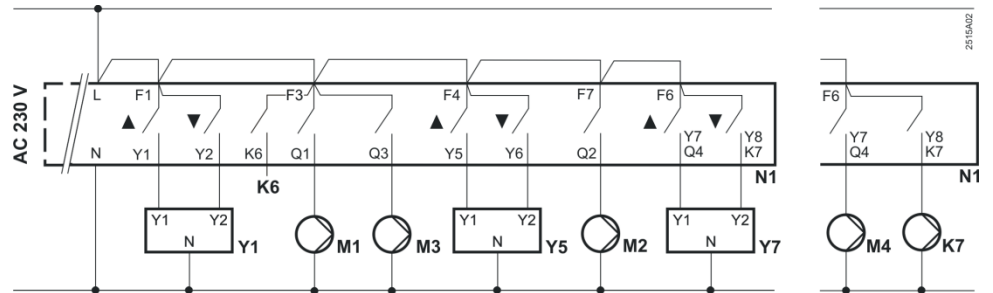 2515A02
AC 230 V
L F1 F3 F4 F7 F6 F6
▲ ▼ ▲ ▼ ▲ ▼
Y7 Y8 Y7 Y8
N Y1 Y2 K6 Q1 Q3 Y5 Y6 Q2 Q4 K7 Q4 K7
K6 N1 N1
Y1 Y2 Y1 Y2 Y1 Y2
N Y1 M1 M3 N Y5 M2 N Y7 M4 K7